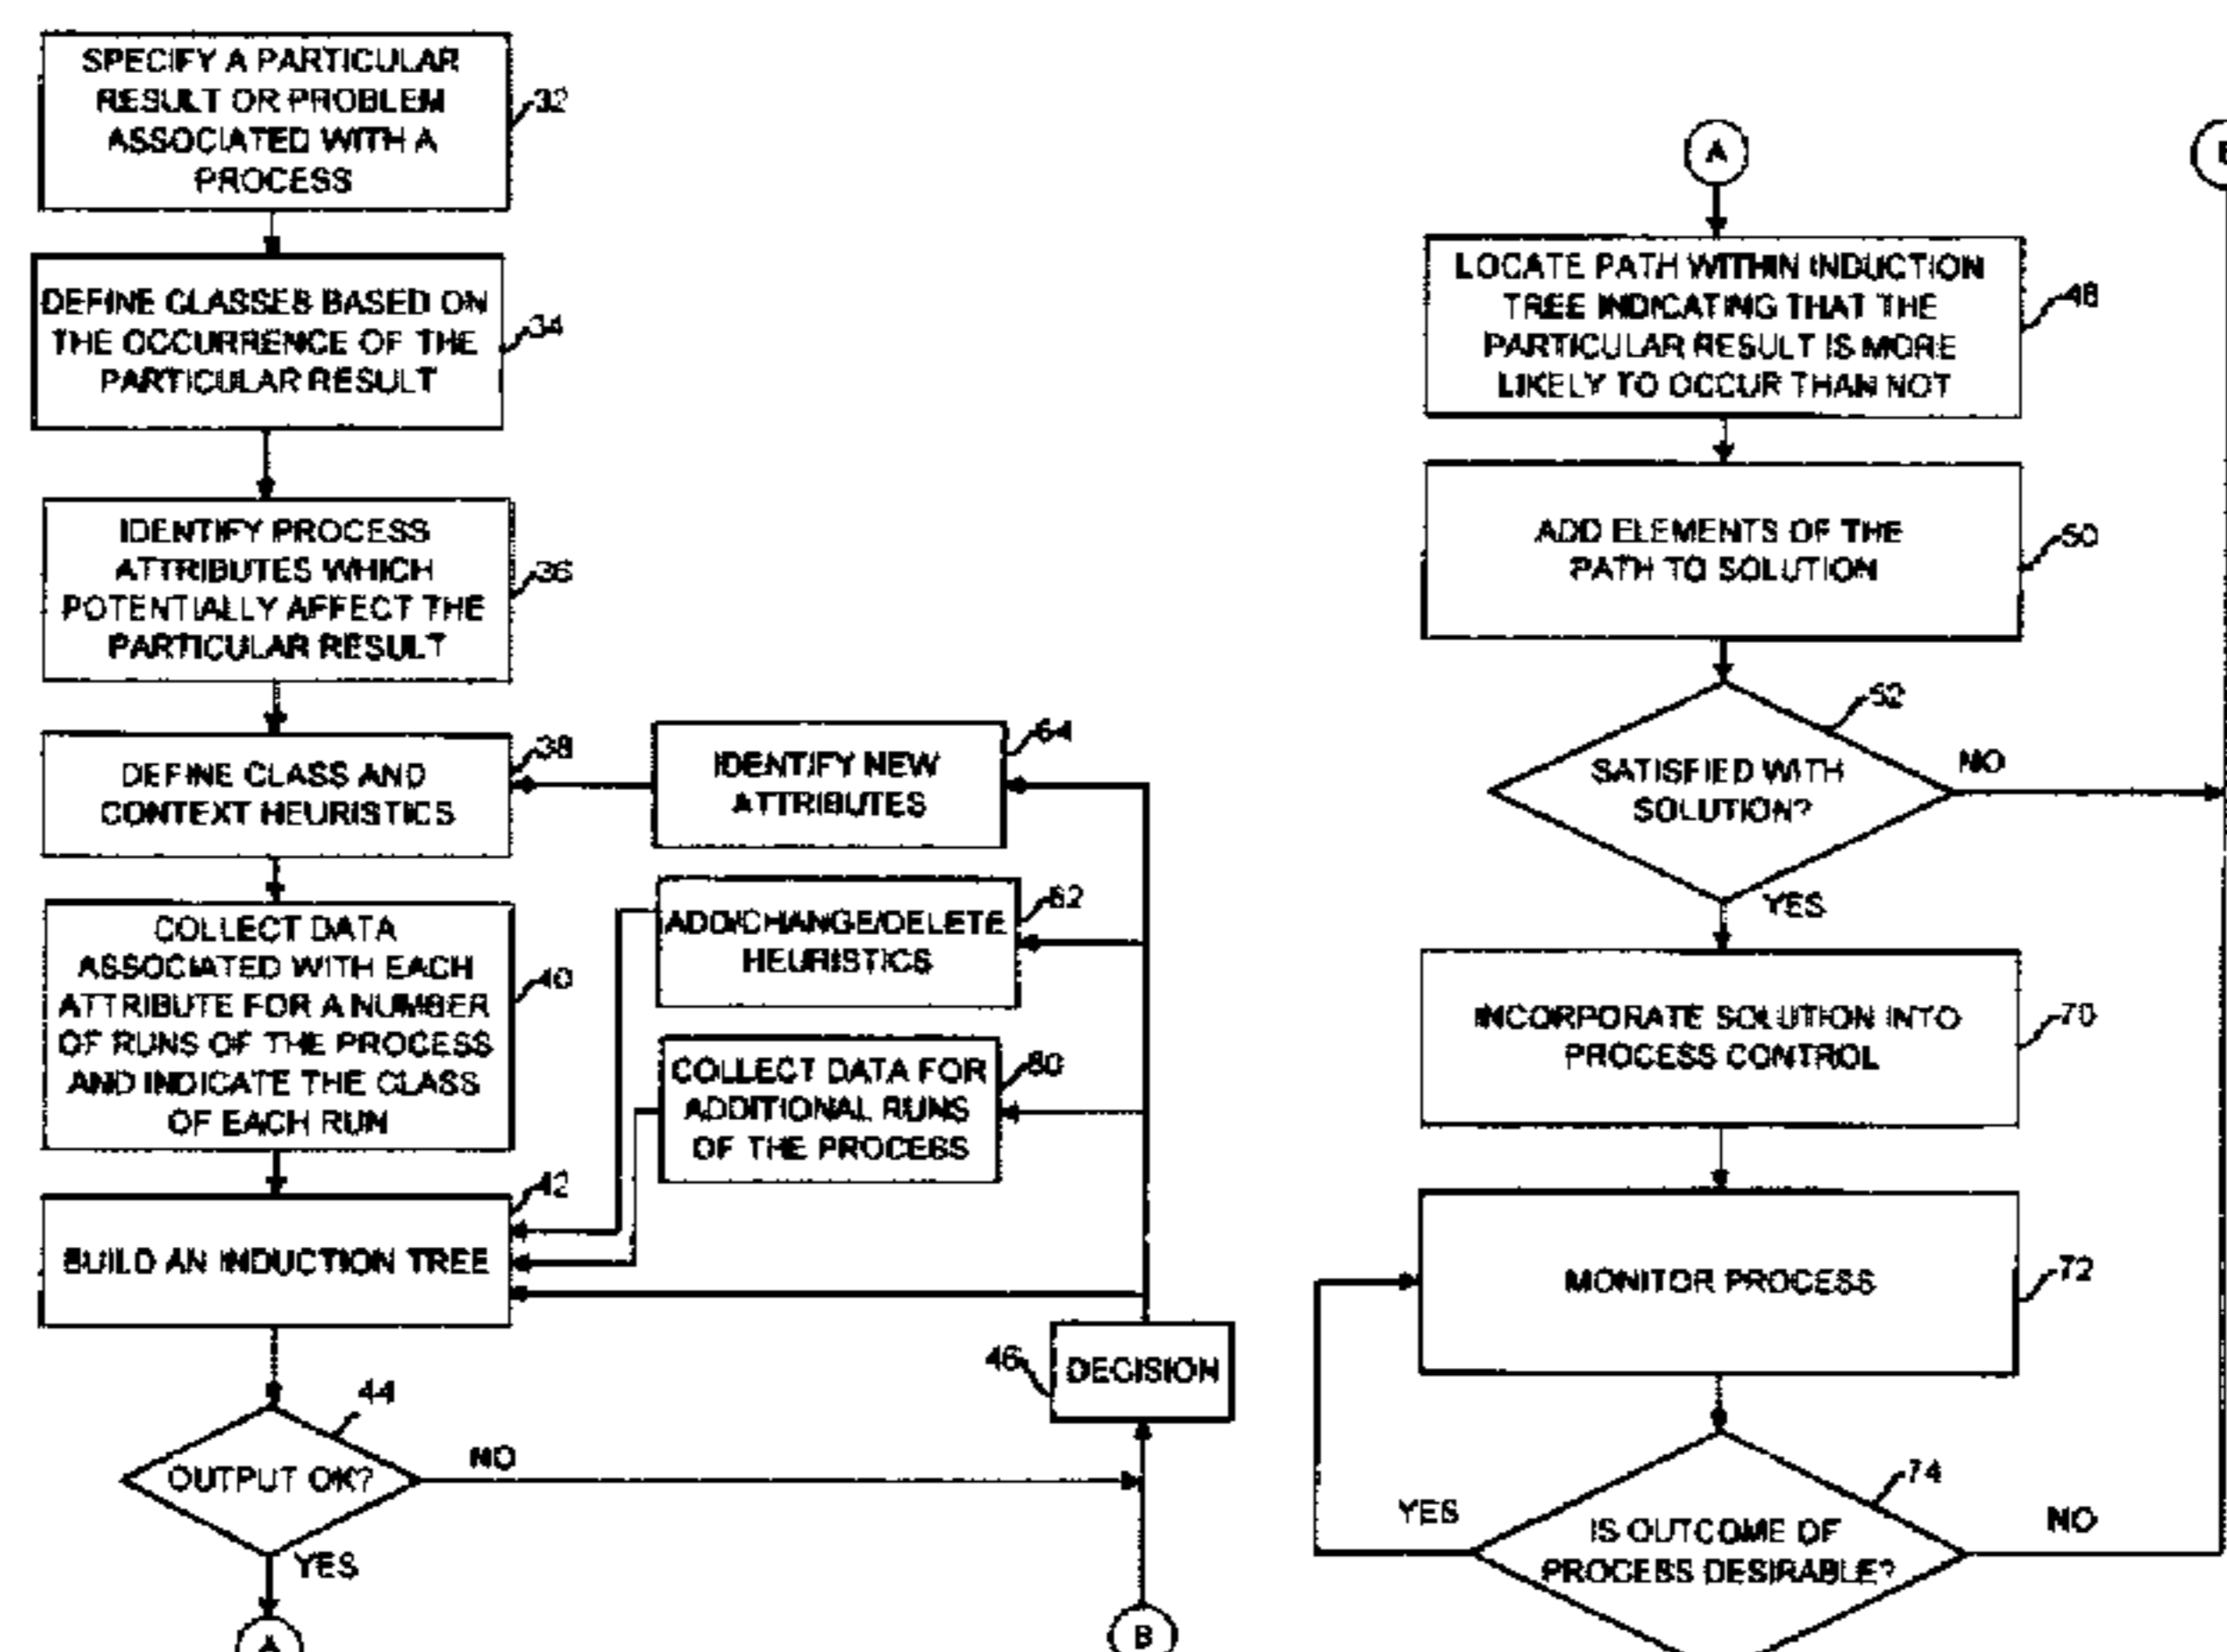 SPECIFY A PARTICULAR
RESULT OR PROBLEM
ASSOCIATED WITH A
PROCESS
32
DEFINE CLASSES BASED ON
THE OCCURRENCE OF THE
PARTICULAR RESULT
34
IDENTIFY PROCESS
ATTRIBUTES WHICH
POTENTIALLY AFFECT THE
PARTICULAR RESULT
36
DEFINE CLASS AND
CONTEXT HEURISTICS
38
IDENTIFY NEW
ATTRIBUTES
64
ADD/CHANGE/DELETE
HEURISTICS
62
COLLECT DATA
ASSOCIATED WITH EACH
ATTRIBUTE FOR A NUMBER
OF RUNS OF THE PROCESS
AND INDICATE THE CLASS
OF EACH RUN
40
COLLECT DATA FOR
ADDITIONAL RUNS
OF THE PROCESS
60
BUILD AN INDUCTION TREE
42
46
DECISION
44
OUTPUT OK?
NO
YES
A
B
A
LOCATE PATH WITHIN INDUCTION
TREE INDICATING THAT THE
PARTICULAR RESULT IS MORE
LIKELY TO OCCUR THAN NOT
48
ADD ELEMENTS OF THE
PATH TO SOLUTION
50
52
SATISFIED WITH
SOLUTION?
NO
YES
INCORPORATE SOLUTION INTO
PROCESS CONTROL
70
MONITOR PROCESS
72
74
YES
IS OUTCOME OF
PROCESS DESIRABLE?
NO